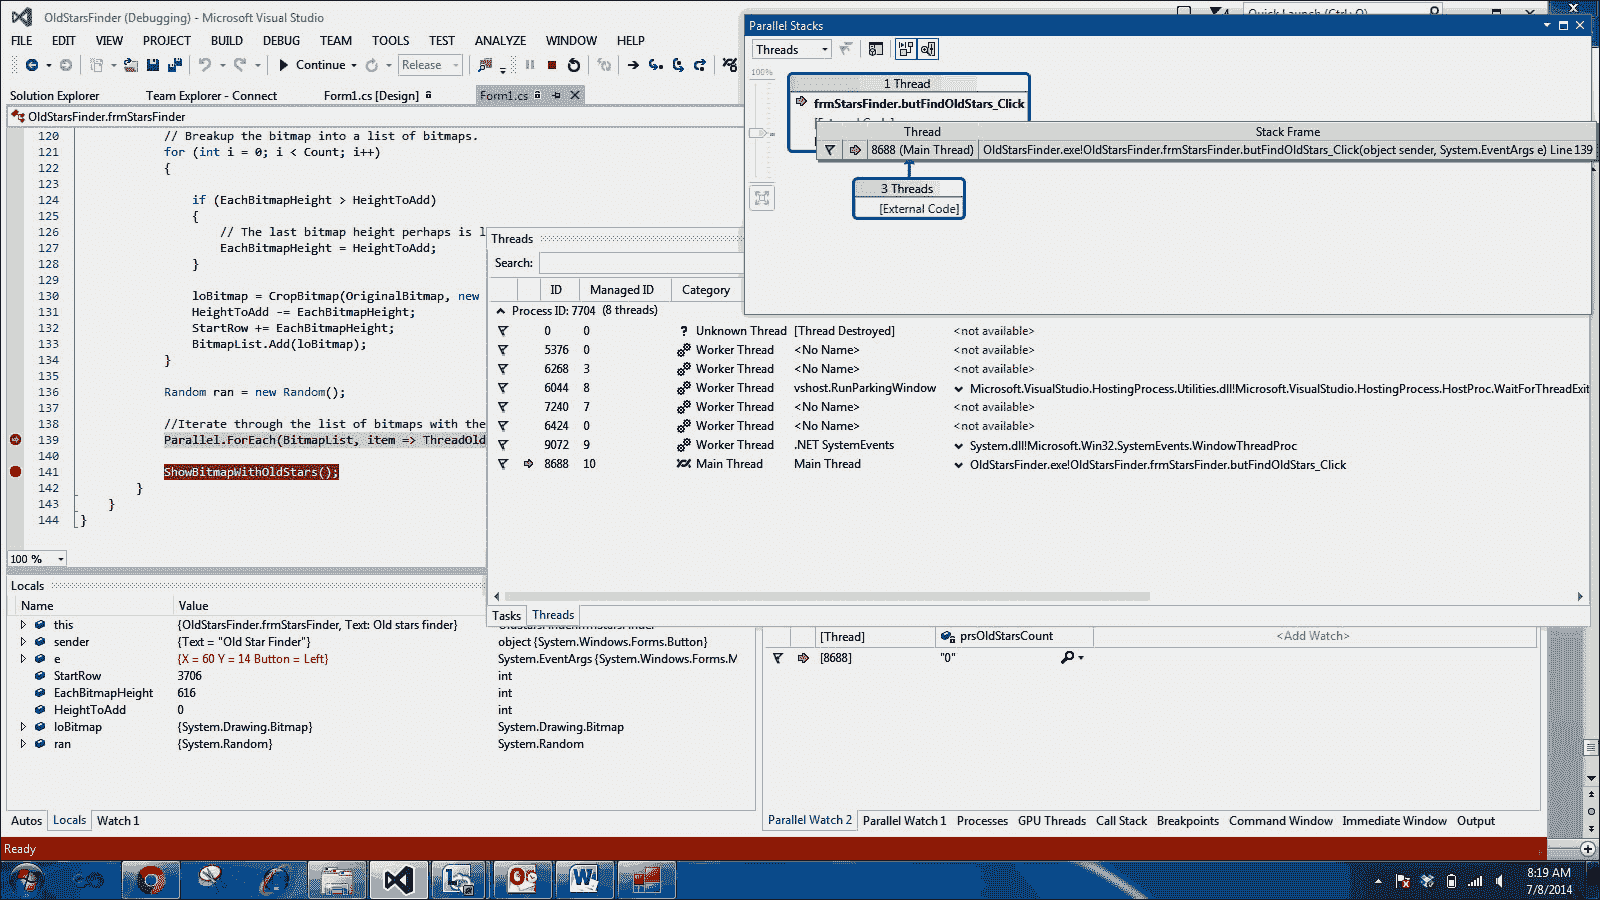 OldStarsFinder (Debugging) - Microsoft Visual Studio
Quick Launch (Ctrl+Q)
FILE EDIT VIEW PROJECT BUILD DEBUG TEAM TOOLS TEST ANALYZE WINDOW HELP
Continue Release
Solution Explorer Team Explorer - Connect Form1.cs [Design] Form1.cs
OldStarsFinder.frmStarsFinder
120 // Breakup the bitmap into a list of bitmaps.
121 for (int i = 0; i < Count; i++)
122 {
123
124 if (EachBitmapHeight > HeightToAdd)
125 {
126 // The last bitmap height perhaps is l
127 EachBitmapHeight = HeightToAdd;
128 }
129
130 loBitmap = CropBitmap(OriginalBitmap, new
131 HeightToAdd -= EachBitmapHeight;
132 StartRow += EachBitmapHeight;
133 BitmapList.Add(loBitmap);
134 }
135
136 Random ran = new Random();
137
138 //Iterate through the list of bitmaps with the
139 Parallel.ForEach(BitmapList, item => ThreadOld
140
141 ShowBitmapWithOldStars();
142 }
143 }
144 }
100 %
Parallel Stacks
Threads
100%
1 Thread
frmStarsFinder.butFindOldStars_Click
Thread Stack Frame
8688 (Main Thread) OldStarsFinder.exe!OldStarsFinder.frmStarsFinder.butFindOldStars_Click(object sender, System.EventArgs e) Line 139
3 Threads
[External Code]
Threads
Search:
ID Managed ID Category
Process ID: 7704 (8 threads)
0 0 ? Unknown Thread [Thread Destroyed] <not available>
5376 0 Worker Thread <No Name> <not available>
6268 3 Worker Thread <No Name> <not available>
6044 8 Worker Thread vshost.RunParkingWindow Microsoft.VisualStudio.HostingProcess.Utilities.dll!Microsoft.VisualStudio.HostingProcess.HostProc.WaitForThreadExit
7240 7 Worker Thread <No Name> <not available>
6424 0 Worker Thread <No Name> <not available>
9072 9 Worker Thread .NET SystemEvents System.dll!Microsoft.Win32.SystemEvents.WindowThreadProc
8688 10 Main Thread Main Thread OldStarsFinder.exe!OldStarsFinder.frmStarsFinder.butFindOldStars_Click
Tasks Threads
Locals
Name Value
this {OldStarsFinder.frmStarsFinder, Text: Old stars finder} OldStarsFinder.frmStarsFinder
sender {Text = "Old Star Finder"} object {System.Windows.Forms.Button}
e {X = 60 Y = 14 Button = Left} System.EventArgs {System.Windows.Forms.M
StartRow 3706 int
EachBitmapHeight 616 int
HeightToAdd 0 int
loBitmap {System.Drawing.Bitmap} System.Drawing.Bitmap
ran {System.Random} System.Random
Autos Locals Watch 1
[Thread] prsOldStarsCount <Add Watch>
[8688] "0"
Parallel Watch 2 Parallel Watch 1 Processes GPU Threads Call Stack Breakpoints Command Window Immediate Window Output
Ready
8:19 AM
7/8/2014